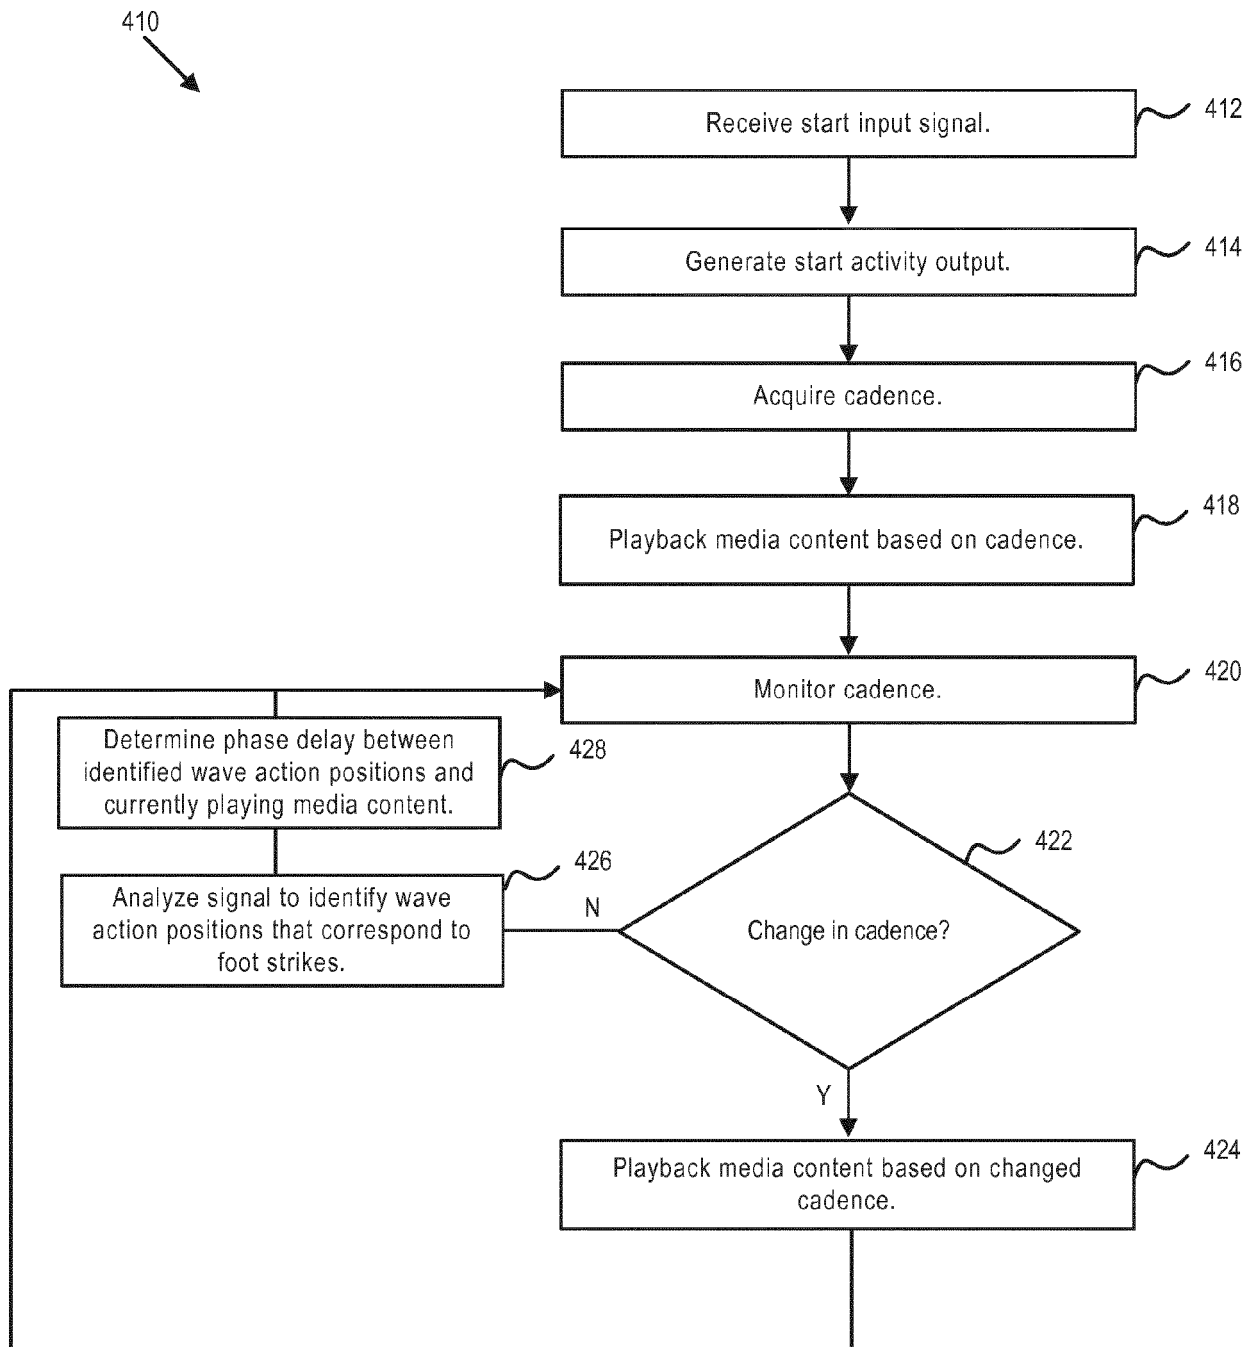 410
Receive start input signal.
412
Generate start activity output.
414
Acquire cadence.
416
Playback media content based on cadence.
418
Monitor cadence.
420
Determine phase delay between
identified wave action positions and
currently playing media content.
428
Change in cadence?
422
N
Analyze signal to identify wave
action positions that correspond to
foot strikes.
426
Y
Playback media content based on changed
cadence.
424